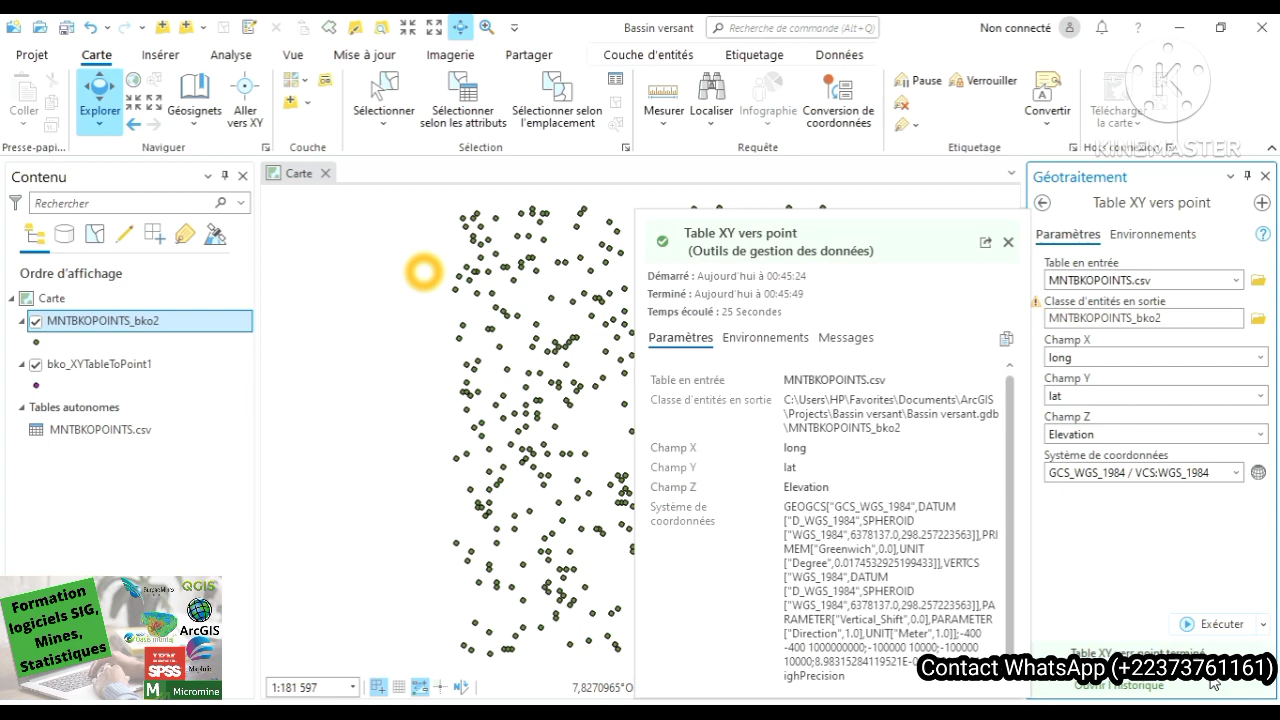 Bassin versant
Recherche de commande (Alt+Q)
Non connecté
Projet Carte Insérer Analyse Vue Mise à jour Imagerie Partager Couche d'entités Etiquetage Données
Coller
Explorer
Géosignets
Aller
vers XY
Sélectionner
Sélectionner
selon les attributs
Sélectionner selon
l'emplacement
Mesurer
Localiser
Infographie
Conversion de
coordonnées
Pause
Verrouiller
Convertir
Télécharger
la carte
Presse-papi...
Naviguer
Couche
Sélection
Requête
Etiquetage
KINEMASTER
Contenu
Rechercher
Ordre d'affichage
Carte
MNTBKOPOINTS_bko2
bko_XYTableToPoint1
Tables autonomes
MNTBKOPOINTS.csv
Carte
Table XY vers point
(Outils de gestion des données)
Démarré : Aujourd'hui à 00:45:24
Terminé : Aujourd'hui à 00:45:49
Temps écoulé : 25 Secondes
Paramètres Environnements Messages
Table en entrée MNTBKOPOINTS.csv
Classe d'entités en sortie C:\Users\HP\Favorites\Documents\ArcGIS
\Projects\Bassin versant\Bassin versant.gdb
\MNTBKOPOINTS_bko2
Champ X long
Champ Y lat
Champ Z Elevation
Système de
coordonnées
GEOGCS["GCS_WGS_1984",DATUM
["D_WGS_1984",SPHEROID
["WGS_1984",6378137.0,298.257223563]],PRI
MEM["Greenwich",0.0],UNIT
["Degree",0.0174532925199433]],VERTCS
["WGS_1984",DATUM
["D_WGS_1984",SPHEROID
["WGS_1984",6378137.0,298.257223563]],PA
RAMETER["Vertical_Shift",0.0],PARAMETER
["Direction",1.0],UNIT["Meter",1.0]];-400
-400 1000000000;-100000 10000;-100000
10000;8.98315284119521E-0
ighPrecision
Géotraitement
Table XY vers point
Paramètres Environnements
Table en entrée
MNTBKOPOINTS.csv
Classe d'entités en sortie
MNTBKOPOINTS_bko2
Champ X
long
Champ Y
lat
Champ Z
Elevation
Système de coordonnées
GCS_WGS_1984 / VCS:WGS_1984
Exécuter
Table XY vers point terminé
Ouvrir l'historique
Contact WhatsApp (+22373761161)
1:181 597
7,8270965°O
Formation
logiciels SIG,
Mines,
Statistiques
QGIS
ArcGIS
SPSS
Micromine